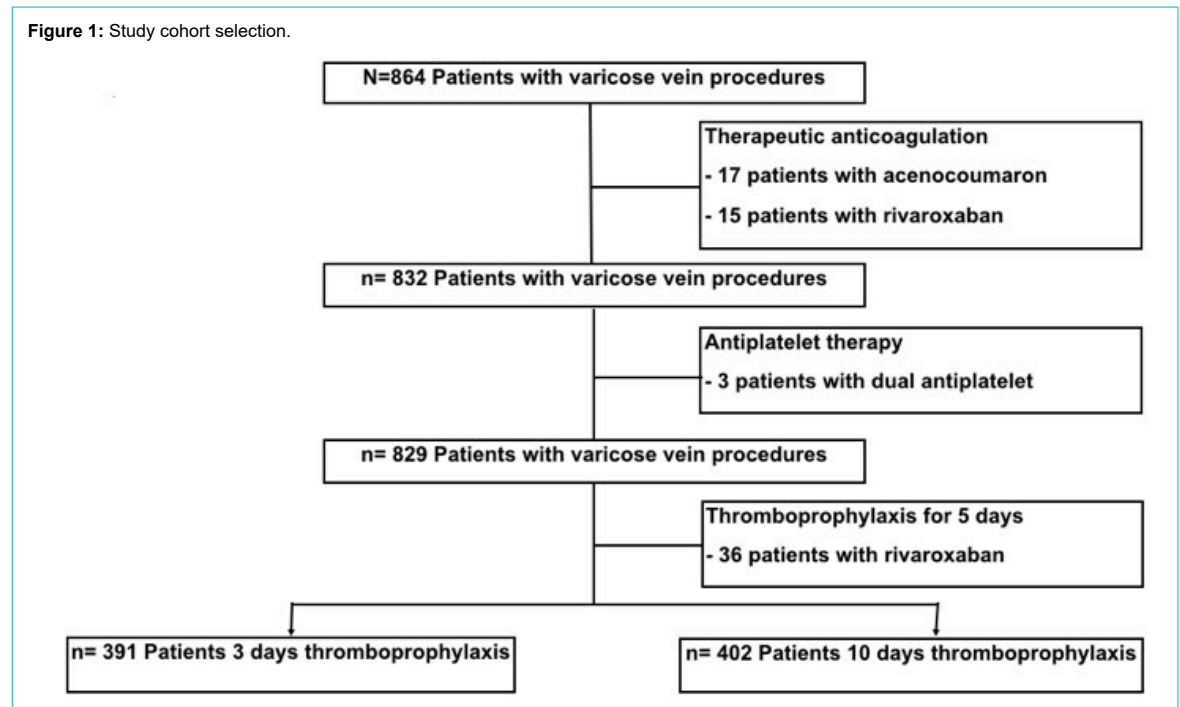 Figure 1: Study cohort selection.
N=864 Patients with varicose vein procedures
Therapeutic anticoagulation
- 17 patients with acenocoumaron
- 15 patients with rivaroxaban
n= 832 Patients with varicose vein procedures
Antiplatelet therapy
- 3 patients with dual antiplatelet
n= 829 Patients with varicose vein procedures
Thromboprophylaxis for 5 days
- 36 patients with rivaroxaban
n= 391 Patients 3 days thromboprophylaxis
n= 402 Patients 10 days thromboprophylaxis